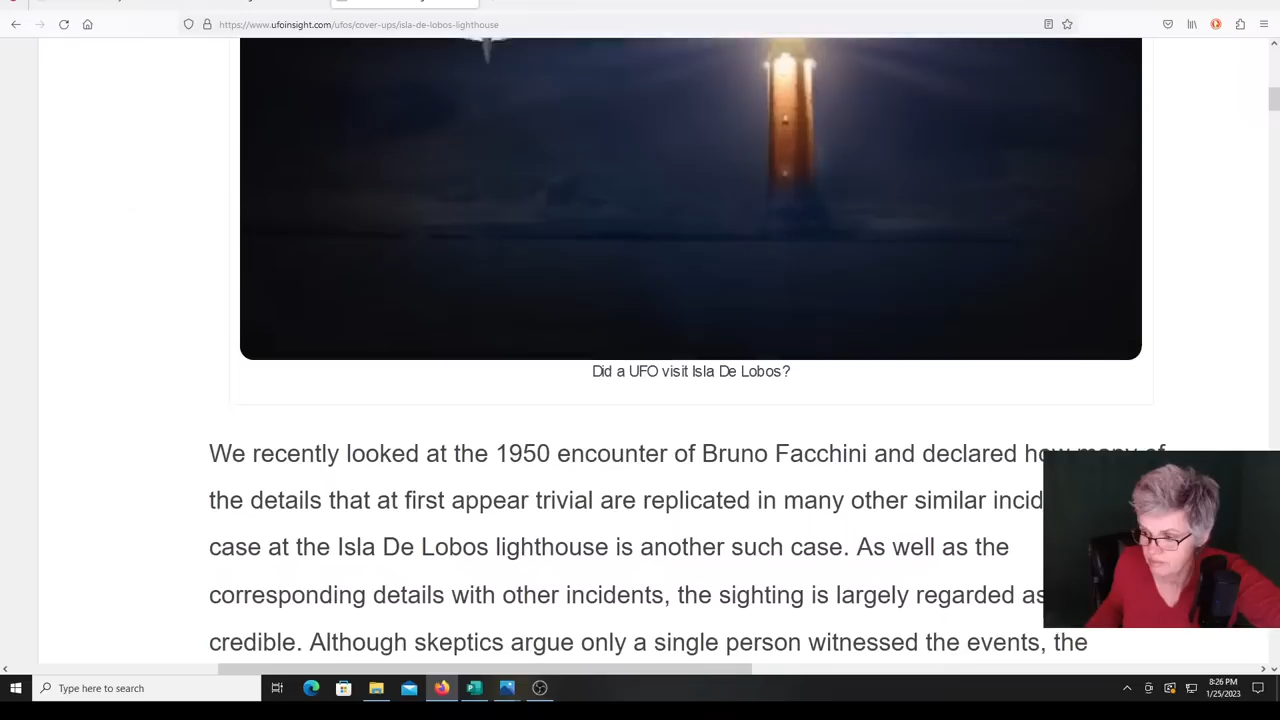 https://www.ufoinsight.com/ufos/cover-ups/isla-de-lobos-lighthouse
Did a UFO visit Isla De Lobos?
We recently looked at the 1950 encounter of Bruno Facchini and declared how many of
the details that at first appear trivial are replicated in many other similar incid
case at the Isla De Lobos lighthouse is another such case. As well as the
corresponding details with other incidents, the sighting is largely regarded as
credible. Although skeptics argue only a single person witnessed the events, the
Type here to search
8:26 PM
1/25/2023